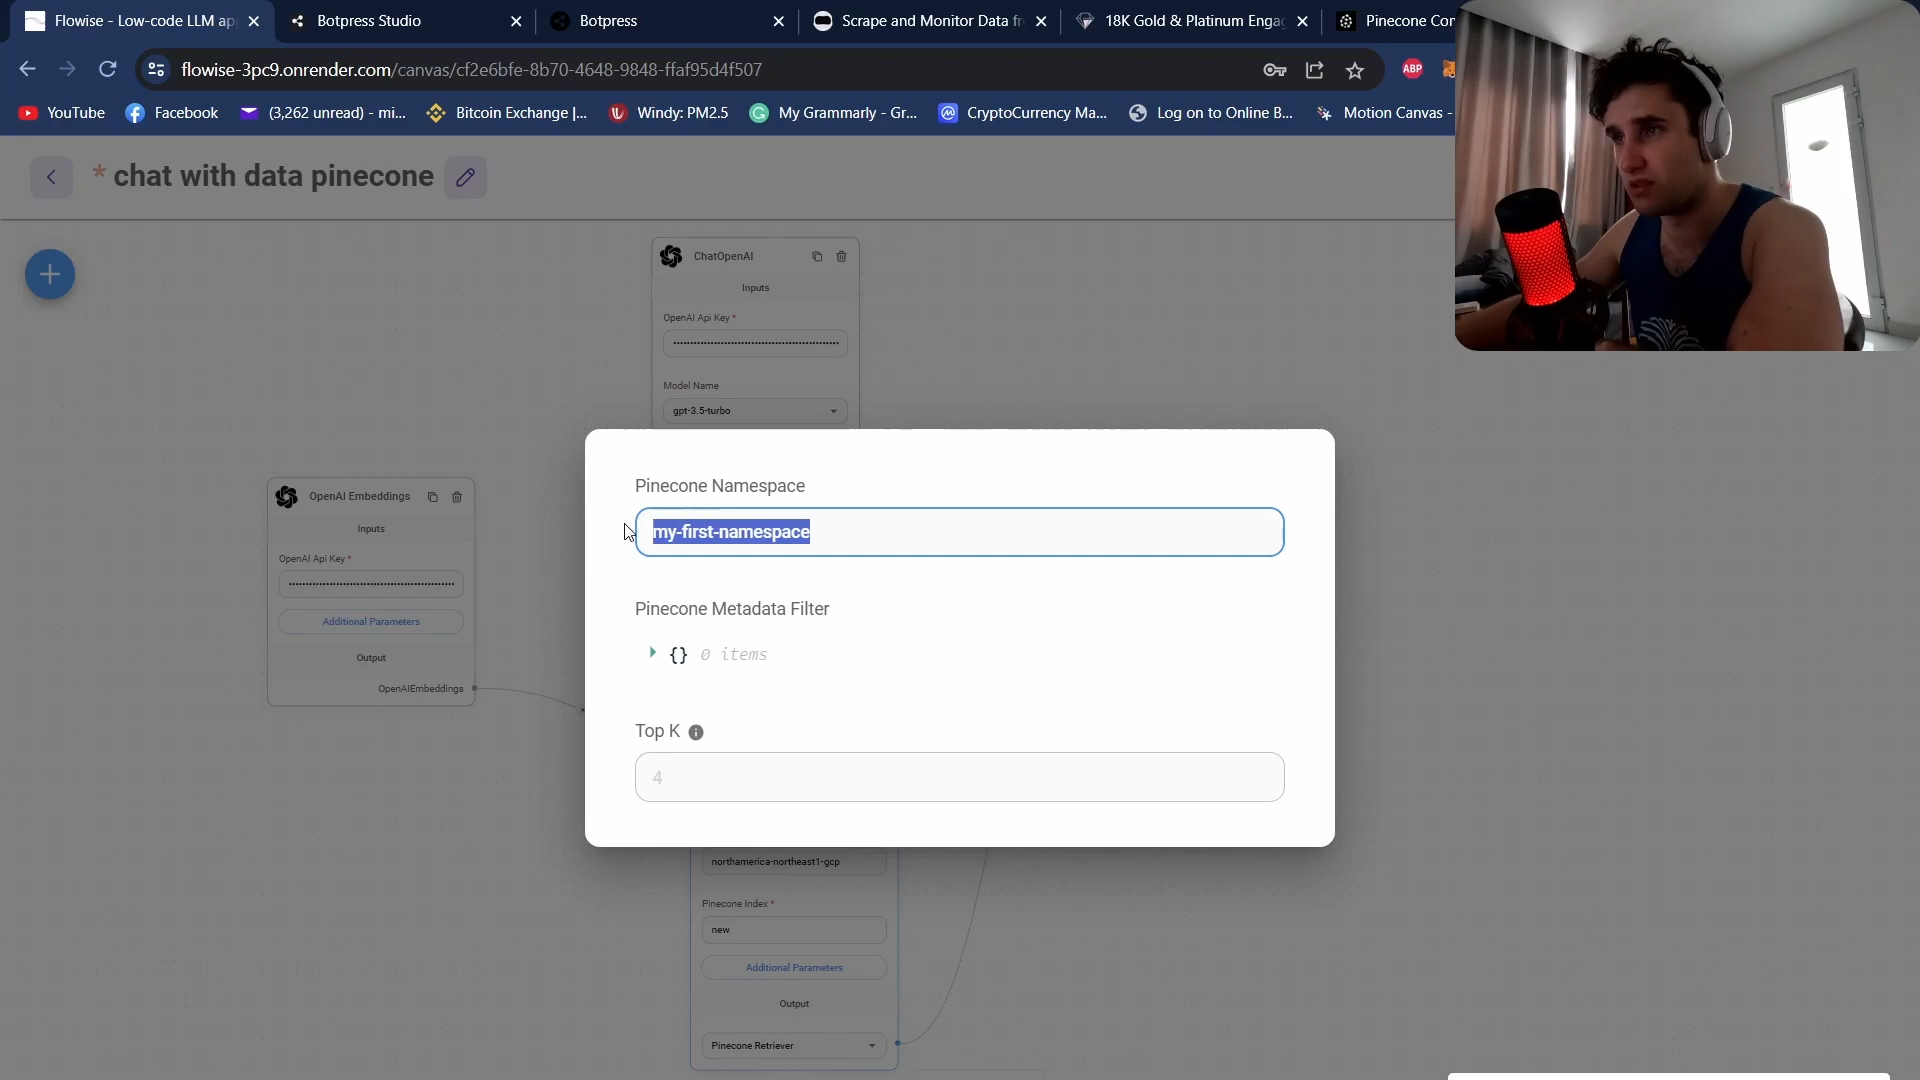 Flowise - Low-code LLM ap
Botpress Studio
Botpress
Scrape and Monitor Data fr
18K Gold & Platinum Enga
Pinecone Con
flowise-3pc9.onrender.com/canvas/cf2e6bfe-8b70-4648-9848-ffaf95d4f507
ABP
YouTube
Facebook
(3,262 unread) - mi...
Bitcoin Exchange |...
Windy: PM2.5
My Grammarly - Gr...
CryptoCurrency Ma...
Log on to Online B...
Motion Canvas -
* chat with data pinecone
ChatOpenAI
Inputs
OpenAI Api Key *
Model Name
gpt-3.5-turbo
OpenAI Embeddings
Inputs
OpenAI Api Key *
Additional Parameters
Output
OpenAIEmbeddings
Pinecone Namespace
my-first-namespace
Pinecone Metadata Filter
{} 0 items
Top K
4
northamerica-northeast1-gcp
Pinecone Index *
new
Additional Parameters
Output
Pinecone Retriever